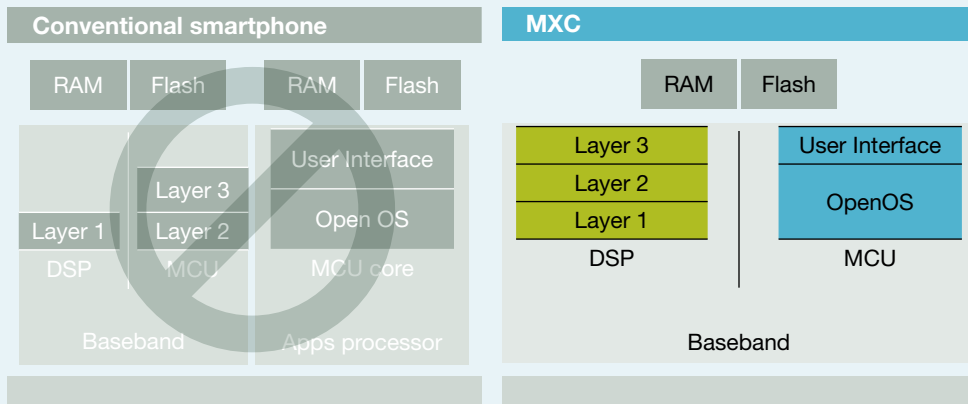 Conventional smartphone
RAM Flash RAM Flash
User Interface
Layer 3
Layer 1 Layer 2 Open OS
DSP MCU MCU core
Baseband Apps processor
MXC
RAM Flash
Layer 3 User Interface
Layer 2
OpenOS
Layer 1
DSP MCU
Baseband